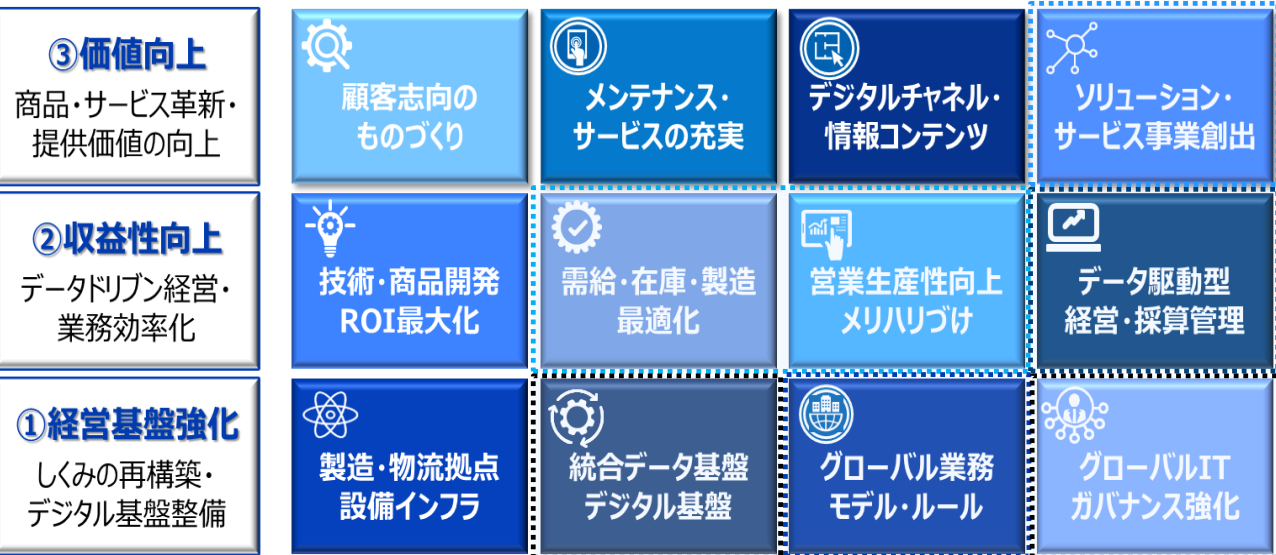 ③価値向上
商品・サービス革新・
提供価値の向上
顧客志向の
ものづくり
メンテナンス・
サービスの充実
デジタルチャネル・
情報コンテンツ
ソリューション・
サービス事業創出
②収益性向上
データドリブン経営・
業務効率化
技術・商品開発
ROI最大化
需給・在庫・製造
最適化
営業生産性向上
メリハリづけ
データ駆動型
経営・採算管理
①経営基盤強化
しくみの再構築・
デジタル基盤整備
製造・物流拠点
設備インフラ
統合データ基盤
デジタル基盤
グローバル業務
モデル・ルール
グローバルIT
ガバナンス強化